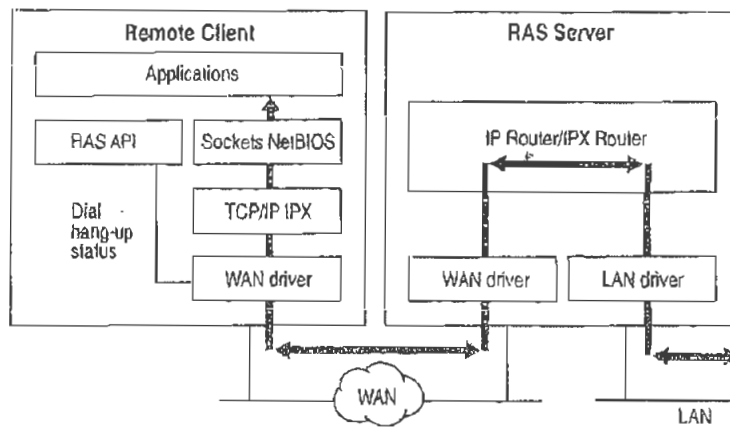 Remote Client
Applications
RAS API
Sockets NetBIOS
TCP/IP IPX
Dial
hang-up
status
WAN driver
RAS Server
IP Router/IPX Router
WAN driver
LAN driver
WAN
LAN